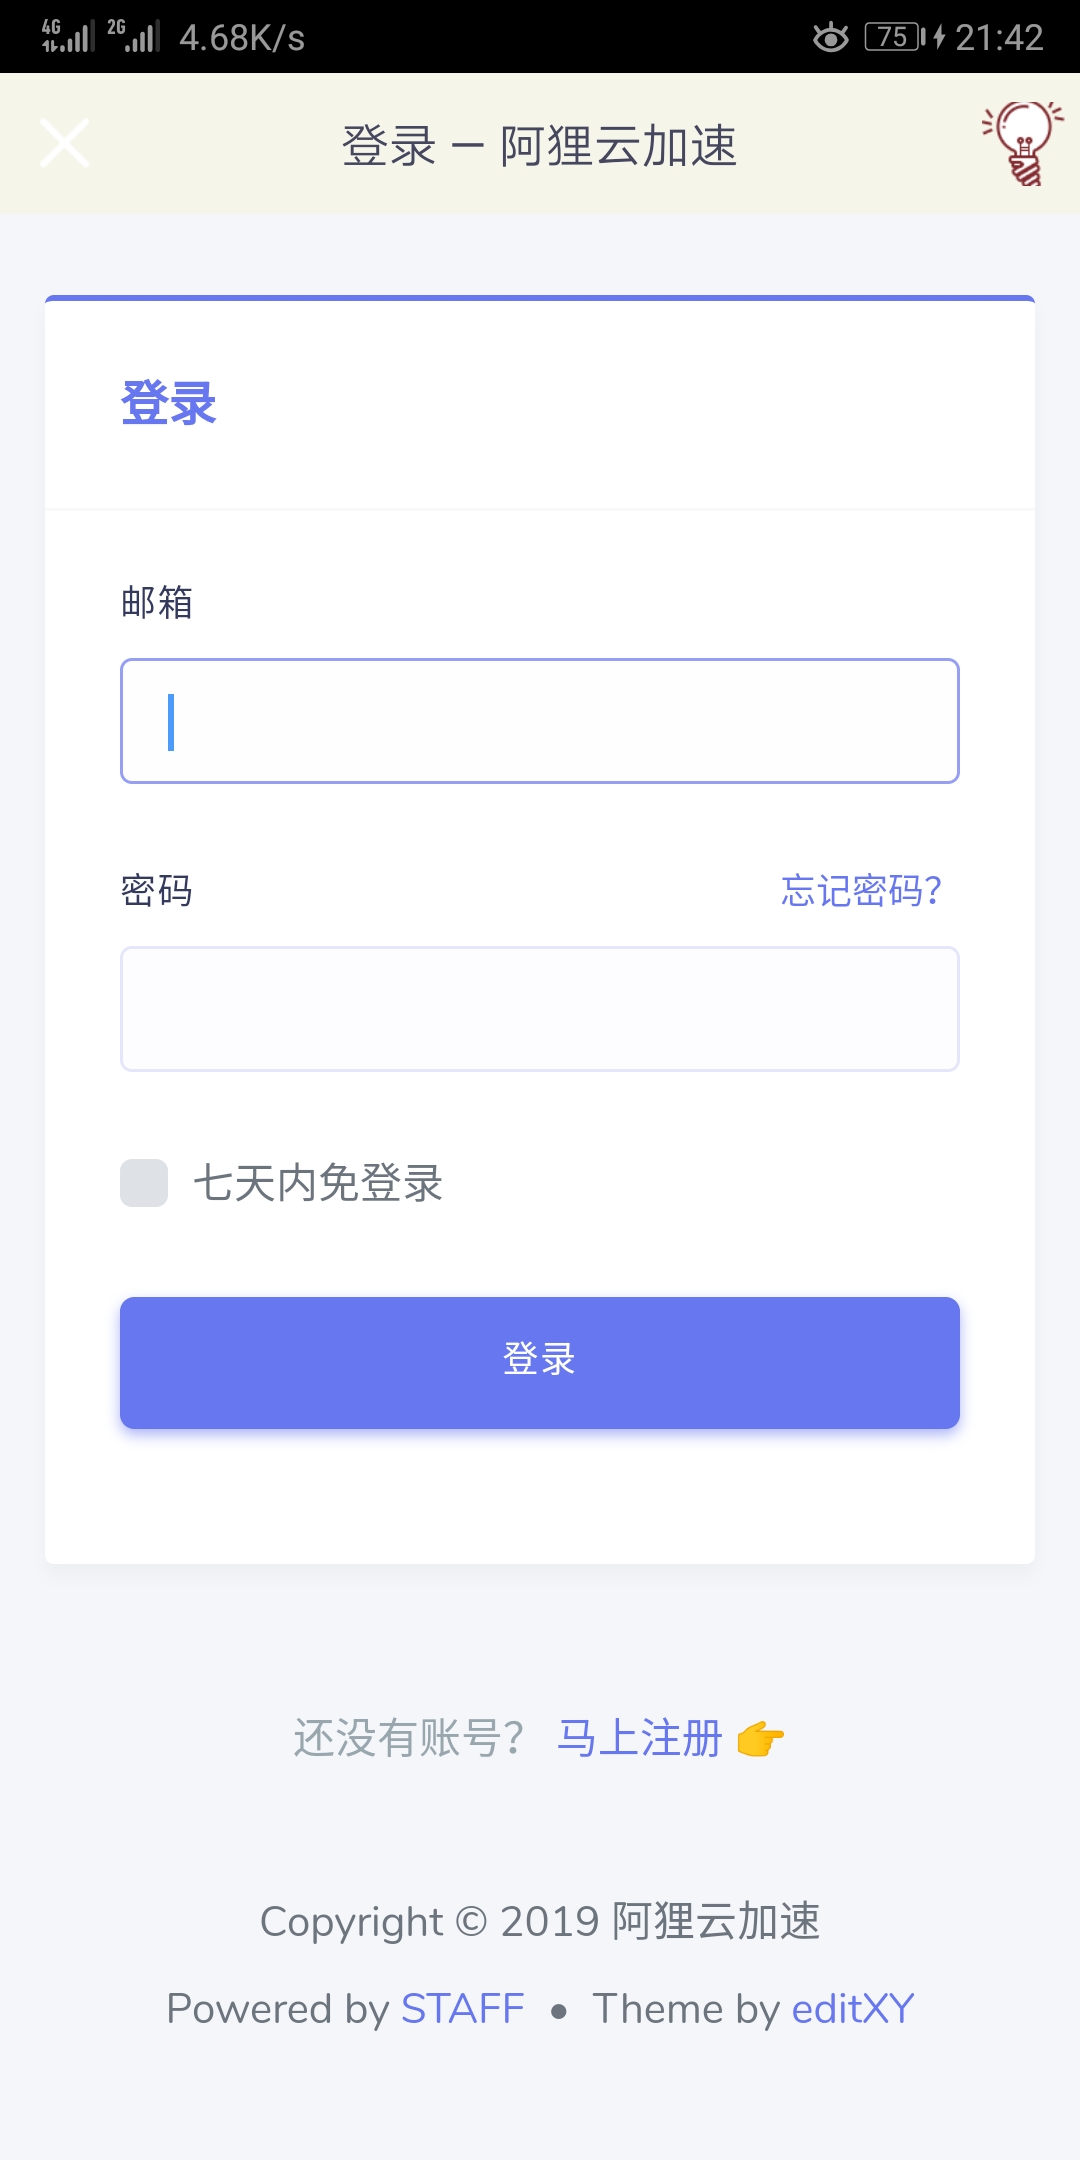 4G 2G 4.68K/s 75 21:42
登录 — 阿狸云加速
登录
邮箱
密码 忘记密码？
七天内免登录
登录
还没有账号？ 马上注册 👉
Copyright © 2019 阿狸云加速
Powered by STAFF • Theme by editXY